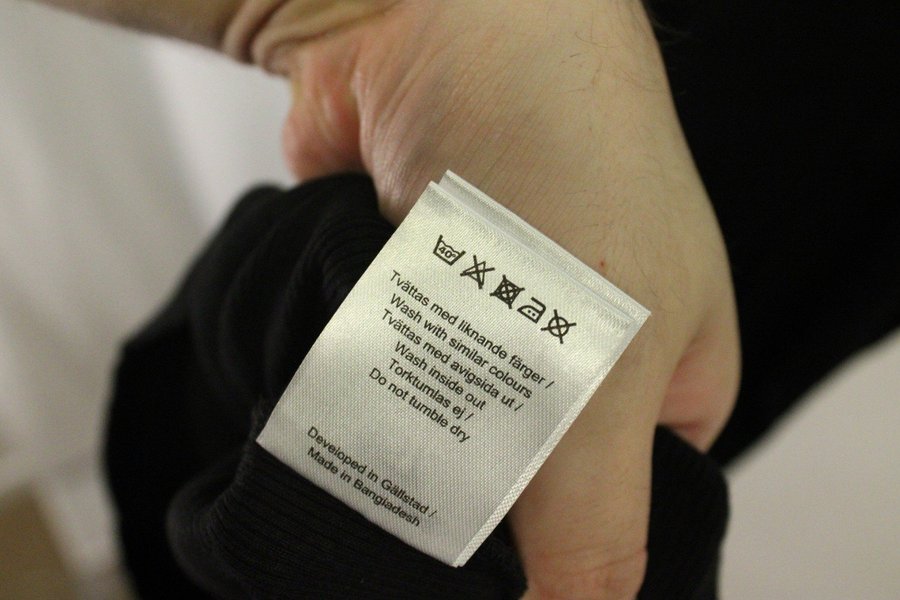 40°
Tvättas med liknande färger /
Wash with similar colours
Tvättas med avigsida ut /
Wash inside out
Torktumlas ej /
Do not tumble dry
Developed in Gällstad /
Made in Bangladesh